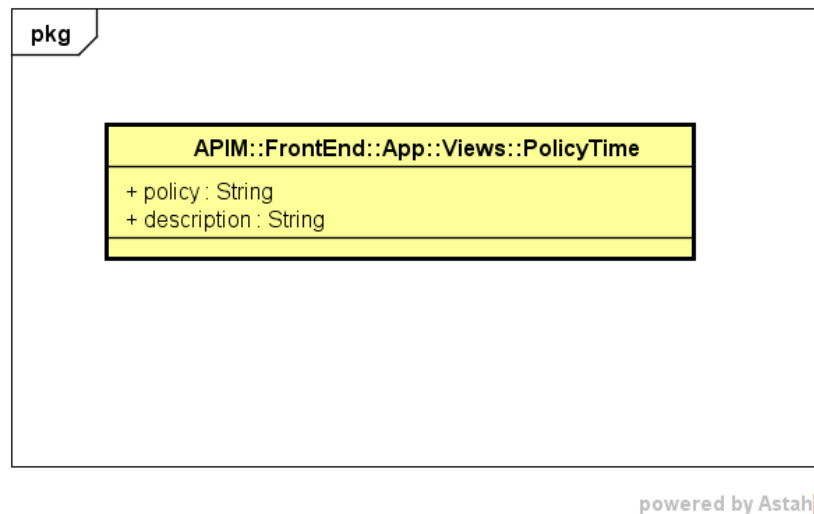 pkg
APIM::FrontEnd::App::Views::PolicyTime
+ policy : String
+ description : String
powered by Astah